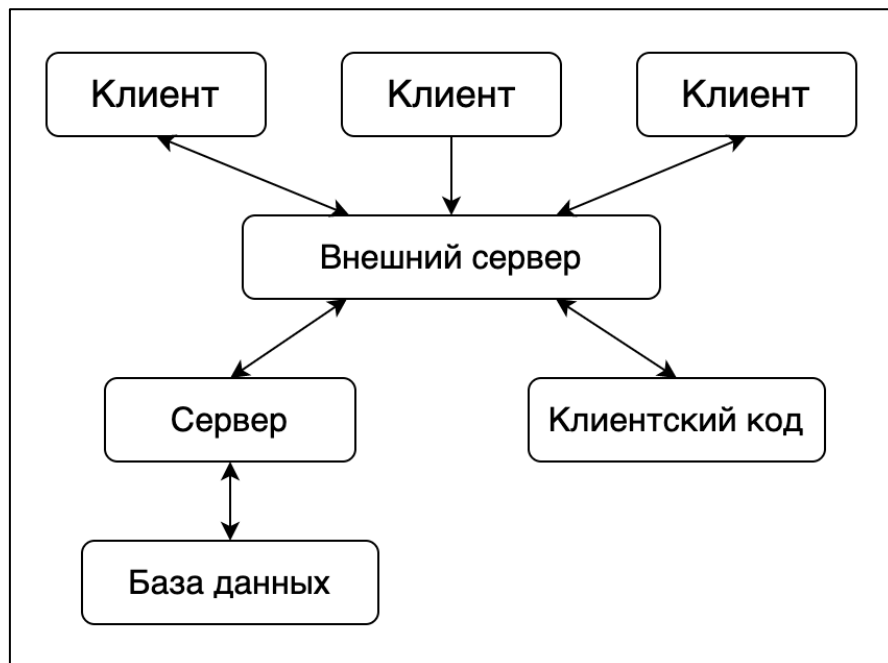 Клиент
Клиент
Клиент
Внешний сервер
Сервер
Клиентский код
База данных